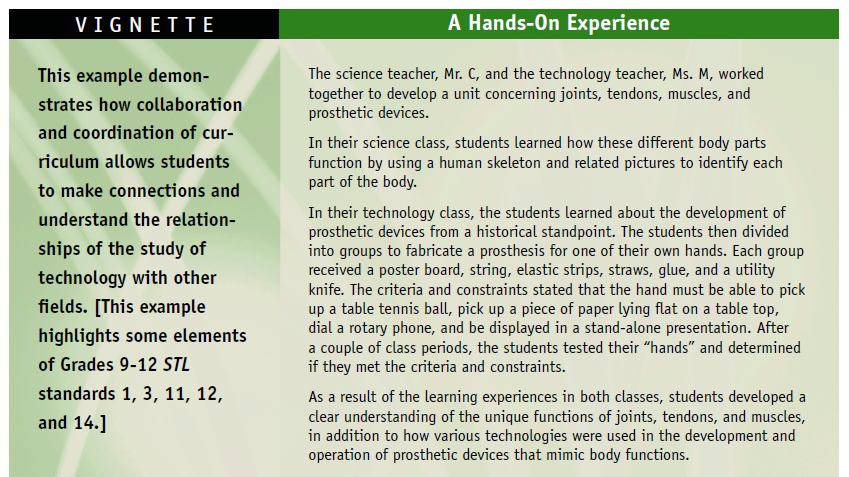 VIGNETTE
A Hands-On Experience
This example demon-
strates how collaboration
and coordination of cur-
riculum allows students
to make connections and
understand the relation-
ships of the study of
technology with other
fields. [This example
highlights some elements
of Grades 9-12 STL
standards 1, 3, 11, 12,
and 14.]
The science teacher, Mr. C, and the technology teacher, Ms. M, worked
together to develop a unit concerning joints, tendons, muscles, and
prosthetic devices.
In their science class, students learned how these different body parts
function by using a human skeleton and related pictures to identify each
part of the body.
In their technology class, the students learned about the development of
prosthetic devices from a historical standpoint. The students then divided
into groups to fabricate a prosthesis for one of their own hands. Each group
received a poster board, string, elastic strips, straws, glue, and a utility
knife. The criteria and constraints stated that the hand must be able to pick
up a table tennis ball, pick up a piece of paper lying flat on a table top,
dial a rotary phone, and be displayed in a stand-alone presentation. After
a couple of class periods, the students tested their “hands” and determined
if they met the criteria and constraints.
As a result of the learning experiences in both classes, students developed a
clear understanding of the unique functions of joints, tendons, and muscles,
in addition to how various technologies were used in the development and
operation of prosthetic devices that mimic body functions.